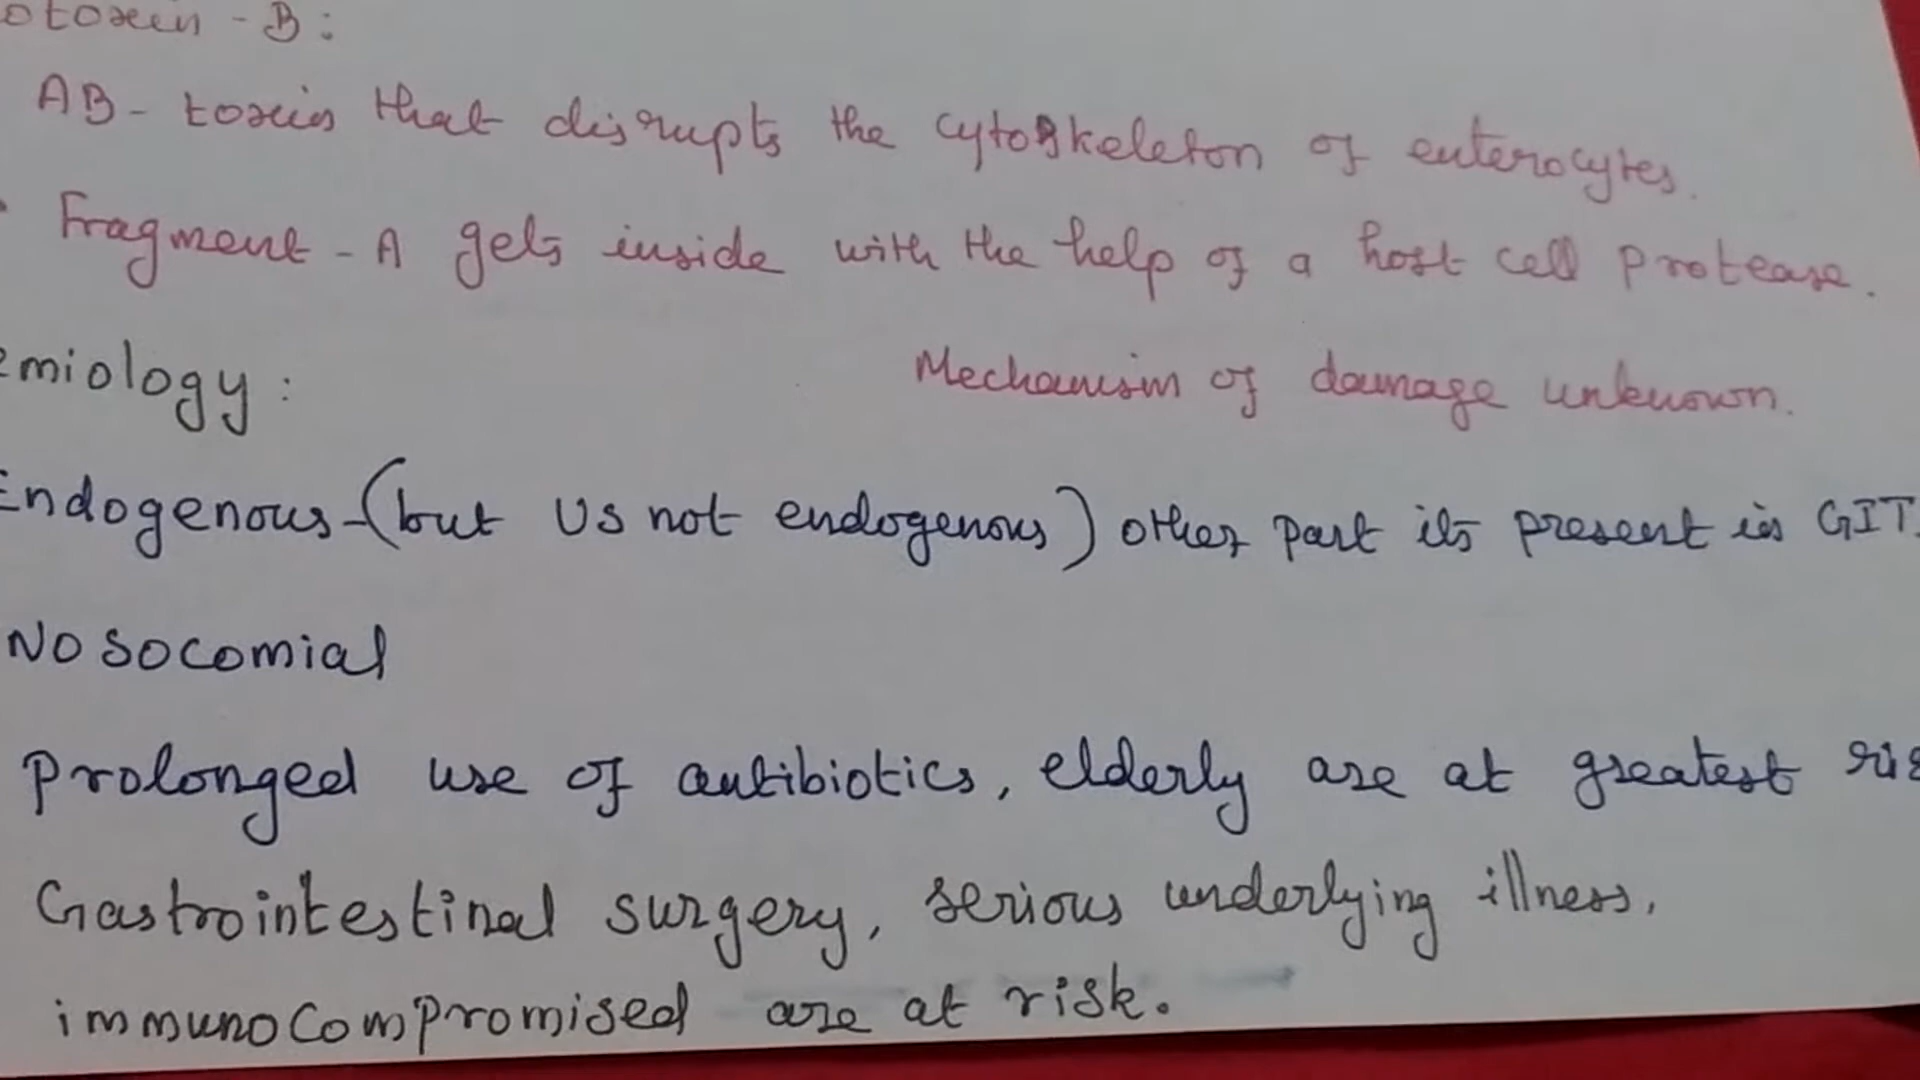 otoxin - B:
AB- toxin that disrupts the cytoskeleton of enterocytes.
Fragment - A gets inside with the help of a host cell protease.
emiology:
Mechanism of damage unknown.
Endogenous-(but US not endogenous) other part its present in GIT.
Nosocomial
prolonged use of antibiotics, elderly are at greatest ris
Gastrointestinal surgery, serious underlying illness,
immunocompromised are at risk.